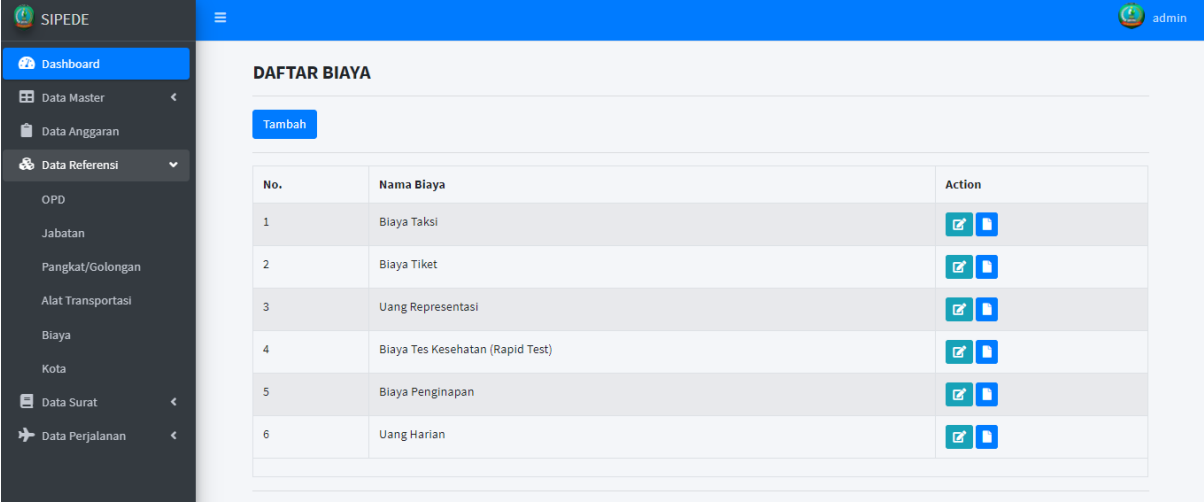 SIPEDE
admin
Dashboard
Data Master
Data Anggaran
Data Referensi
OPD
Jabatan
Pangkat/Golongan
Alat Transportasi
Biaya
Kota
Data Surat
Data Perjalanan
DAFTAR BIAYA
Tambah
No. Nama Biaya Action
1 Biaya Taksi
2 Biaya Tiket
3 Uang Representasi
4 Biaya Tes Kesehatan (Rapid Test)
5 Biaya Penginapan
6 Uang Harian